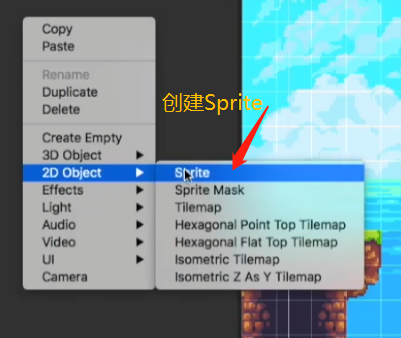 Copy
Paste
Rename
Duplicate
Delete
Create Empty
3D Object
2D Object
Effects
Light
Audio
Video
UI
Camera
创建Sprite
Sprite
Sprite Mask
Tilemap
Hexagonal Point Top Tilemap
Hexagonal Flat Top Tilemap
Isometric Tilemap
Isometric Z As Y Tilemap